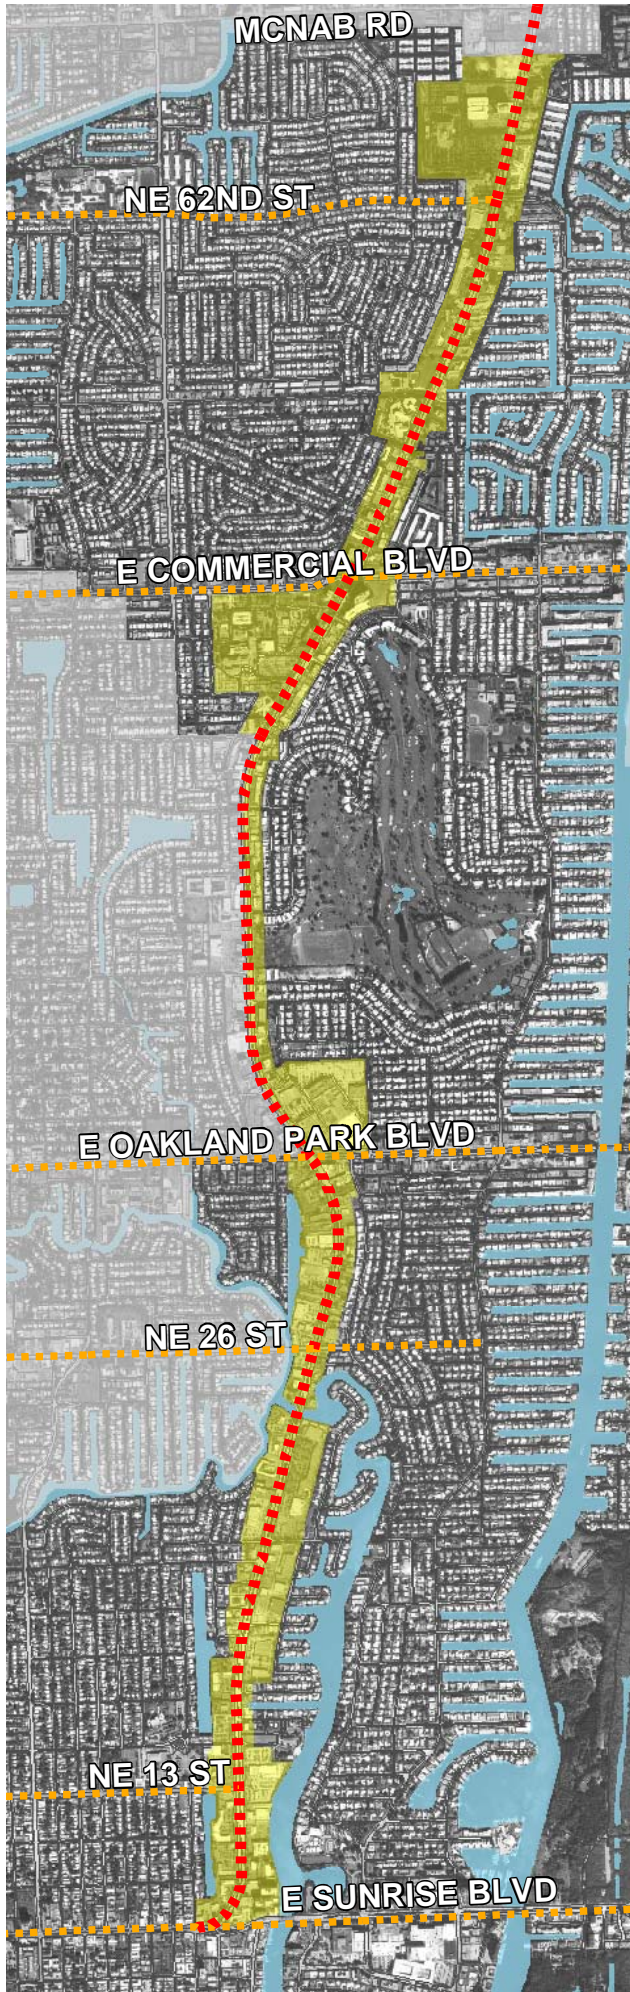 MCNAB RD
NE 62ND ST
E COMMERCIAL BLVD
E OAKLAND PARK BLVD
NE 26 ST
NE 13 ST
E SUNRISE BLVD